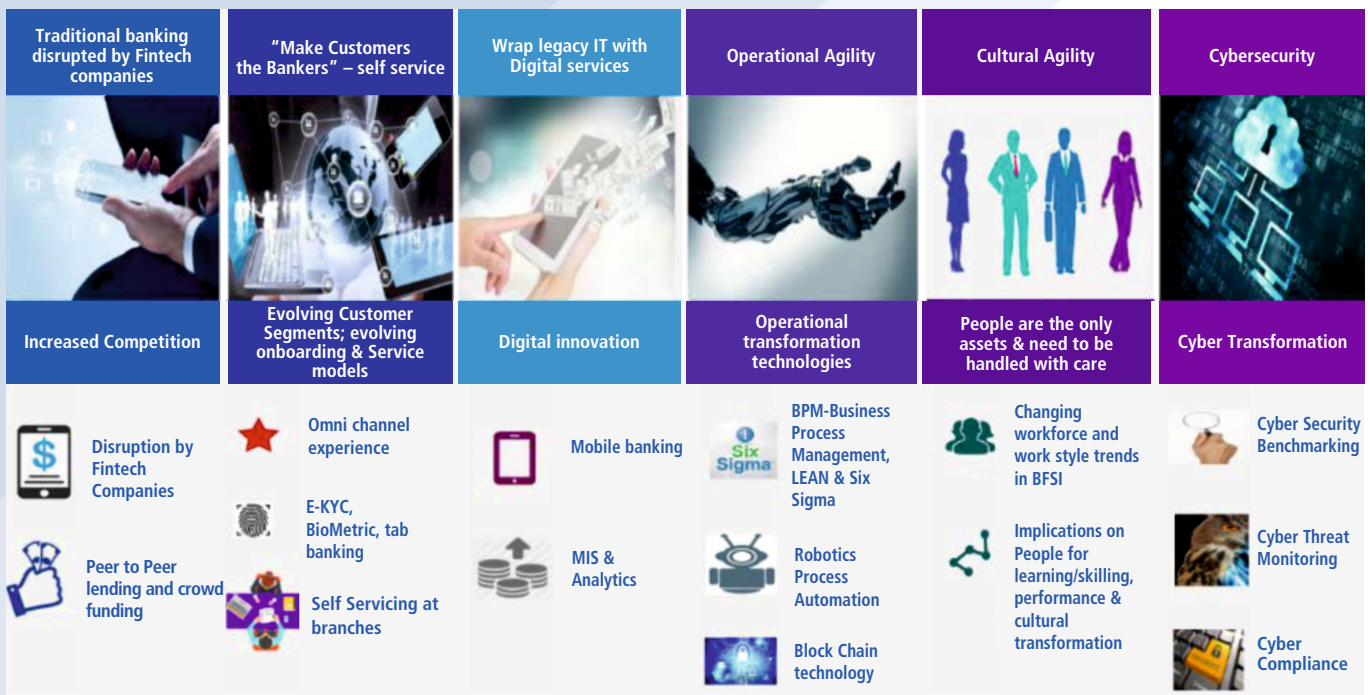 Traditional banking
disrupted by Fintech
companies
"Make Customers
the Bankers" – self service
Wrap legacy IT with
Digital services
Operational Agility
Cultural Agility
Cybersecurity
Increased Competition
Evolving Customer
Segments; evolving
onboarding & Service
models
Digital innovation
Operational
transformation
technologies
People are the only
assets & need to be
handled with care
Cyber Transformation
$
Disruption by
Fintech
Companies
Peer to Peer
lending and crowd
funding
Omni channel
experience
E-KYC,
BioMetric, tab
banking
Self Servicing at
branches
Mobile banking
MIS &
Analytics
1
Six
Sigma
BPM-Business
Process
Management,
LEAN & Six
Sigma
Robotics
Process
Automation
Block Chain
technology
Changing
workforce and
work style trends
in BFSI
Implications on
People for
learning/skilling,
performance &
cultural
transformation
Cyber Security
Benchmarking
Cyber Threat
Monitoring
Cyber
Compliance